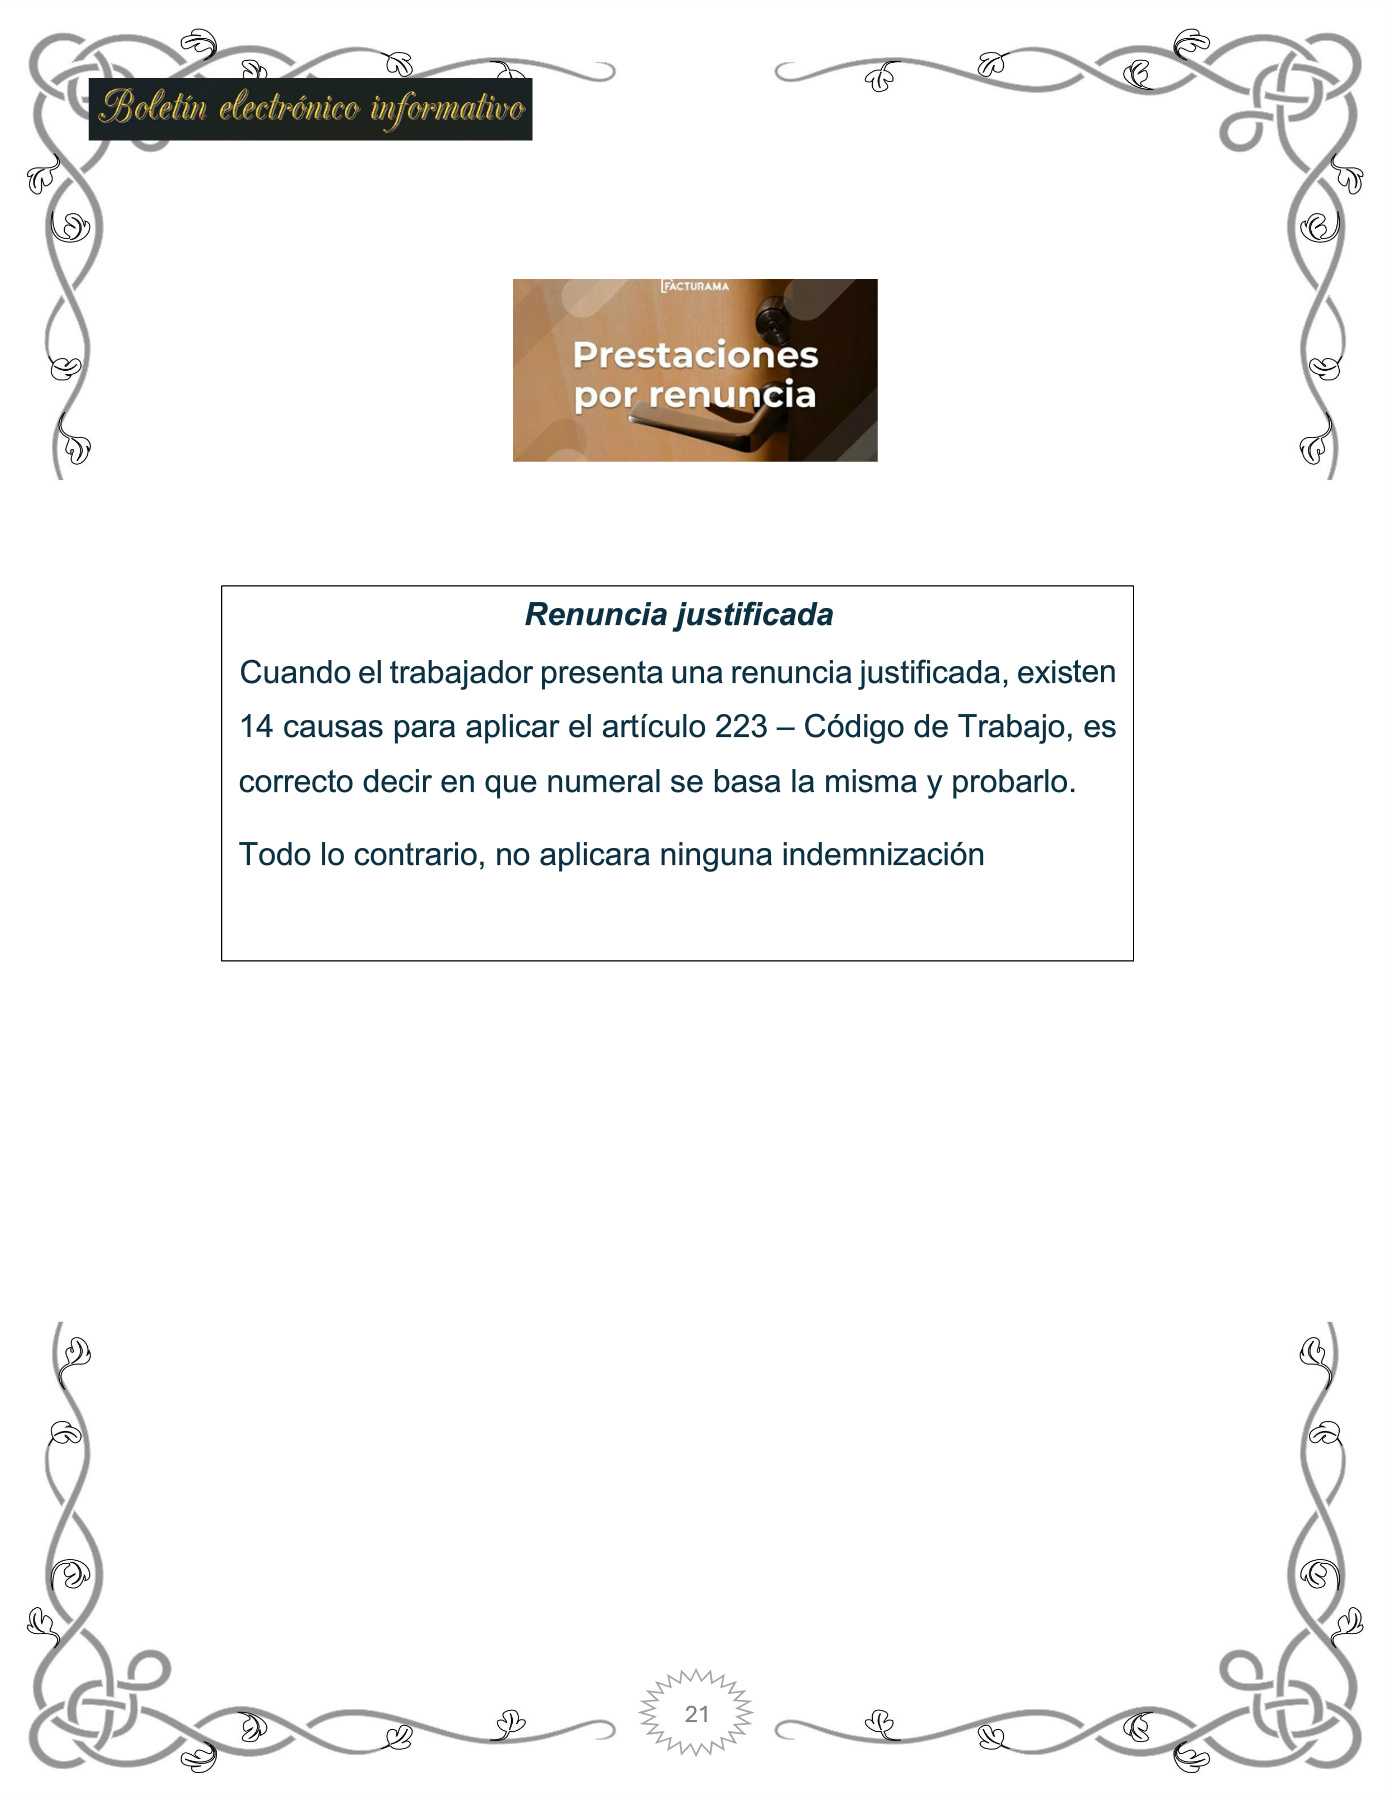 Boletín electrónico informativo
FACTURAMA
Prestaciones
por renuncia
Renuncia justificada
Cuando el trabajador presenta una renuncia justificada, existen
14 causas para aplicar el artículo 223 – Código de Trabajo, es
correcto decir en que numeral se basa la misma y probarlo.
Todo lo contrario, no aplicara ninguna indemnización
21